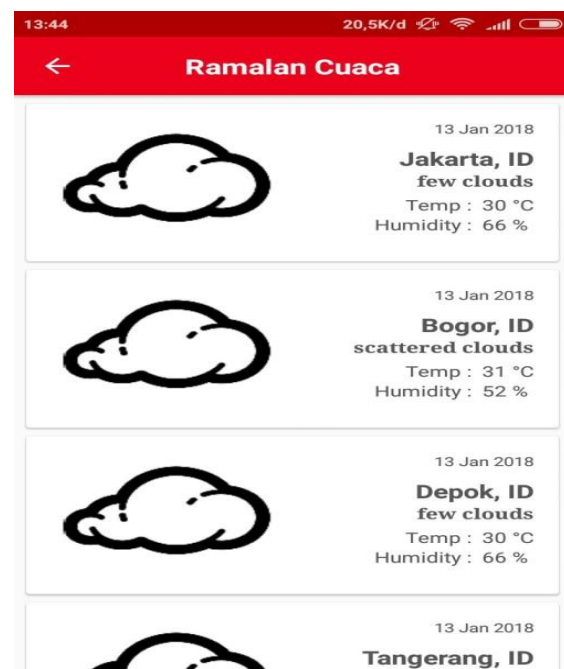 13:44 20,5K/d
Ramalan Cuaca
13 Jan 2018
Jakarta, ID
few clouds
Temp : 30 °C
Humidity : 66 %
13 Jan 2018
Bogor, ID
scattered clouds
Temp : 31 °C
Humidity : 52 %
13 Jan 2018
Depok, ID
few clouds
Temp : 30 °C
Humidity : 66 %
13 Jan 2018
Tangerang, ID